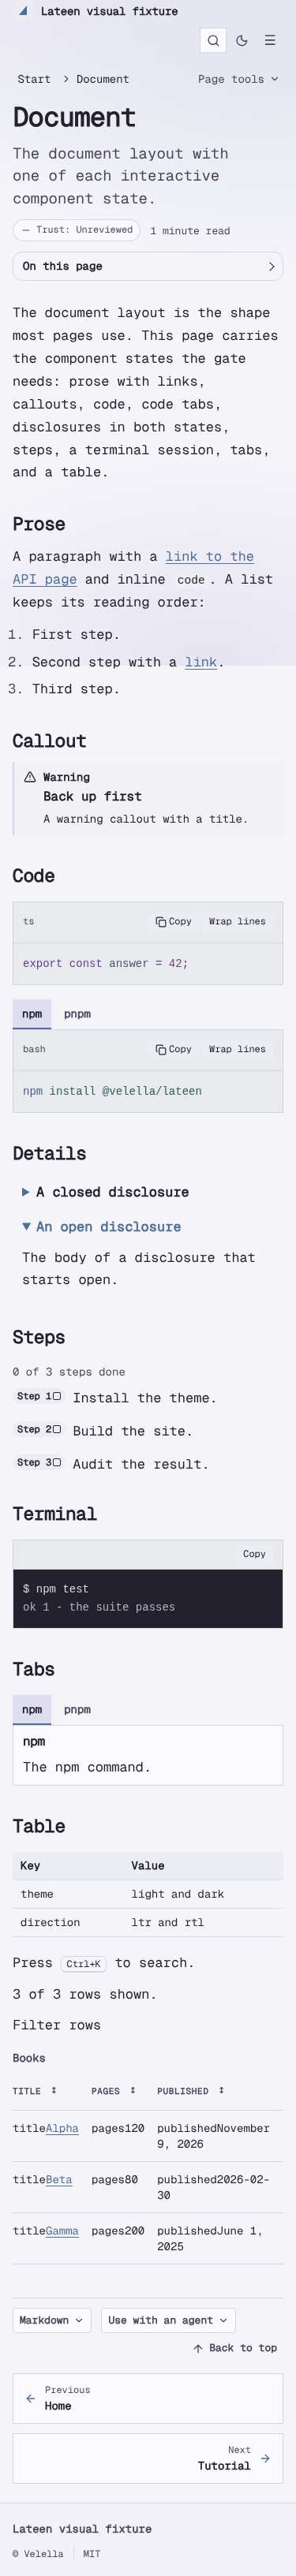 Lateen visual fixture
Start > Document
Page tools
Document
The document layout with
one of each interactive
component state.
— Trust: Unreviewed
1 minute read
On this page
The document layout is the shape
most pages use. This page carries
the component states the gate
needs: prose with links,
callouts, code, code tabs,
disclosures in both states,
steps, a terminal session, tabs,
and a table.
Prose
A paragraph with a link to the
API page and inline code. A list
keeps its reading order:
1. First step.
2. Second step with a link.
3. Third step.
Callout
Warning
Back up first
A warning callout with a title.
Code
ts Copy Wrap lines
export const answer = 42;
npm pnpm
bash Copy Wrap lines
npm install @velella/lateen
Details
A closed disclosure
An open disclosure
The body of a disclosure that
starts open.
Steps
0 of 3 steps done
Step 1 Install the theme.
Step 2 Build the site.
Step 3 Audit the result.
Terminal
Copy
$ npm test
ok 1 - the suite passes
Tabs
npm pnpm
npm
The npm command.
Table
Key Value
theme light and dark
direction ltr and rtl
Press Ctrl+K to search.
3 of 3 rows shown.
Filter rows
Books
TITLE ↕ PAGES ↕ PUBLISHED ↕
titleAlpha pages120 publishedNovember
9, 2026
titleBeta pages80 published2026-02-
30
titleGamma pages200 publishedJune 1,
2025
Markdown Use with an agent
↑ Back to top
Previous
← Home
Next
Tutorial →
Lateen visual fixture
© Velella MIT